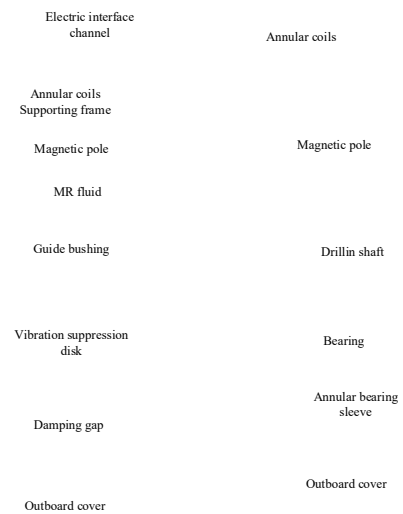 Electric interface
channel
Annular coils
Annular coils
Supporting frame
Magnetic pole
Magnetic pole
MR fluid
Guide bushing
Drillin shaft
Vibration suppression
disk
Bearing
Annular bearing
sleeve
Damping gap
Outboard cover
Outboard cover